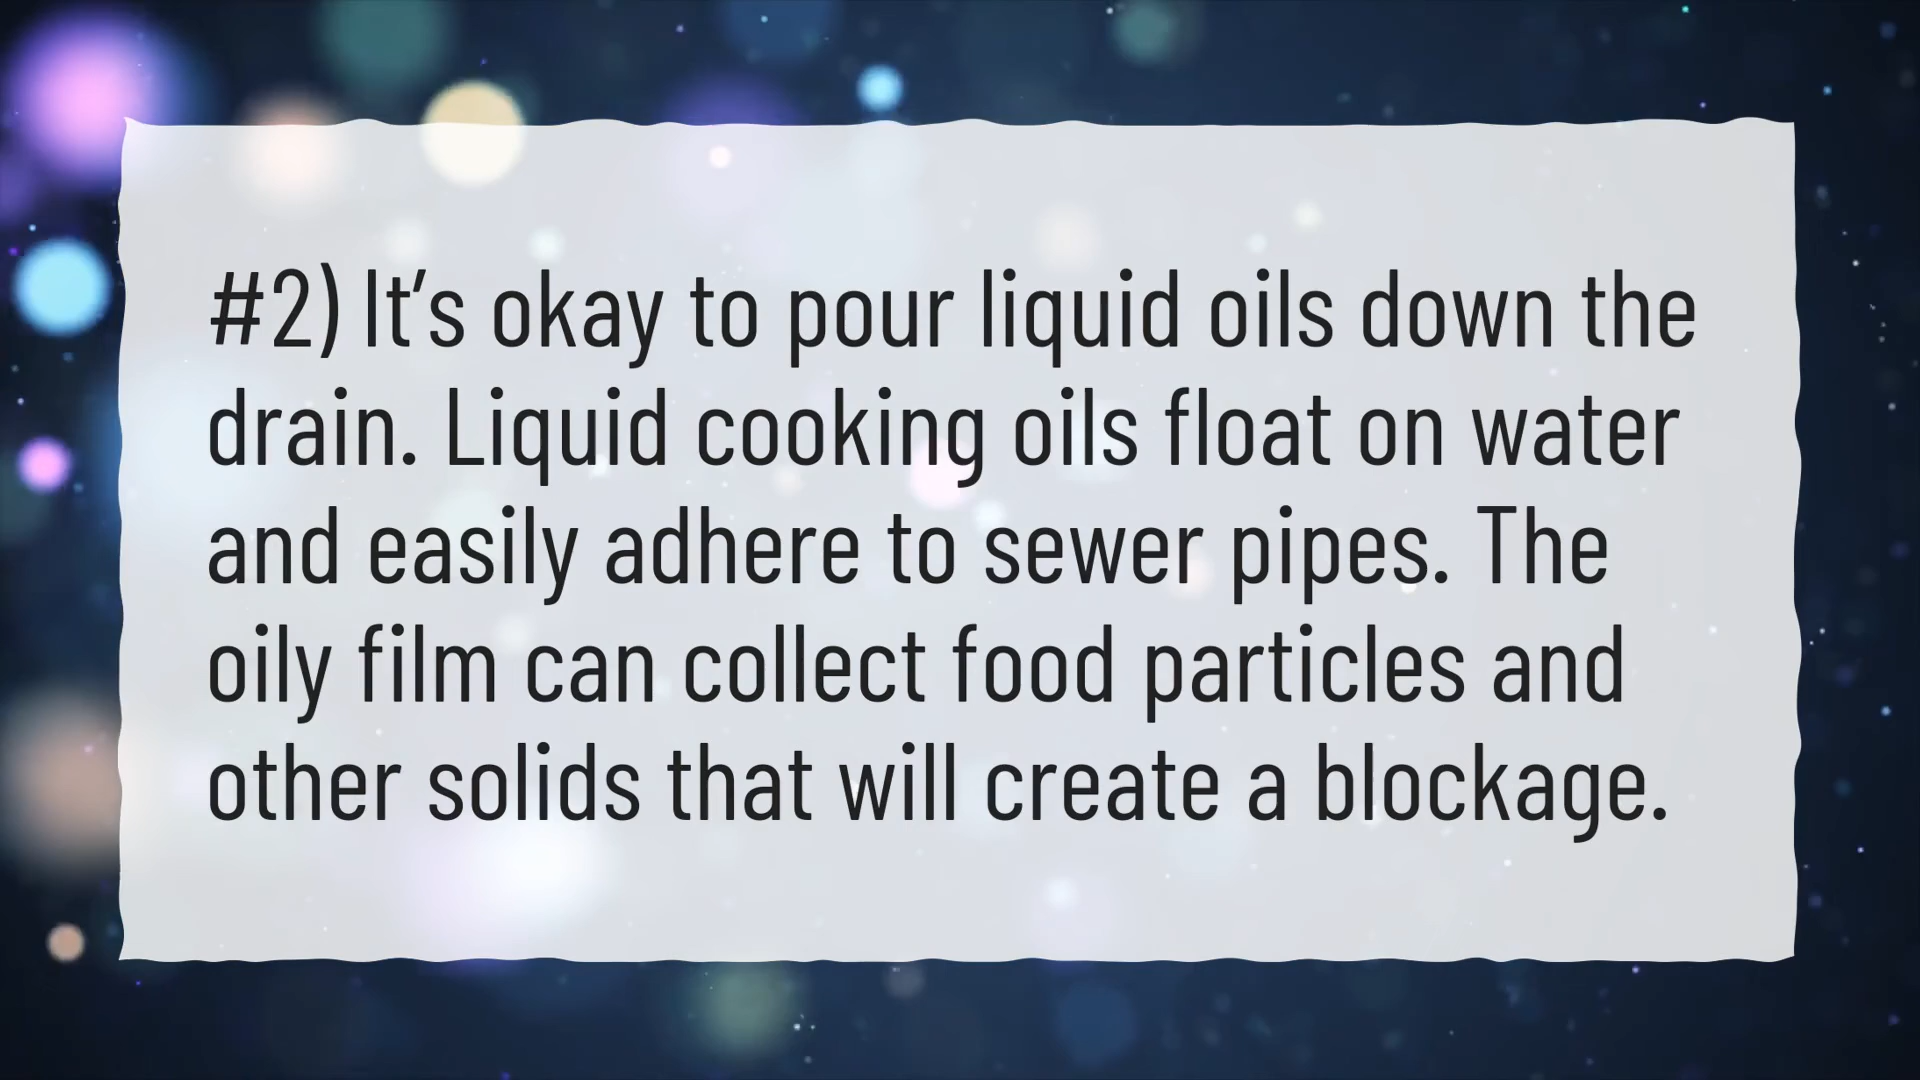 #2) It’s okay to pour liquid oils down the
drain. Liquid cooking oils float on water
and easily adhere to sewer pipes. The
oily film can collect food particles and
other solids that will create a blockage.